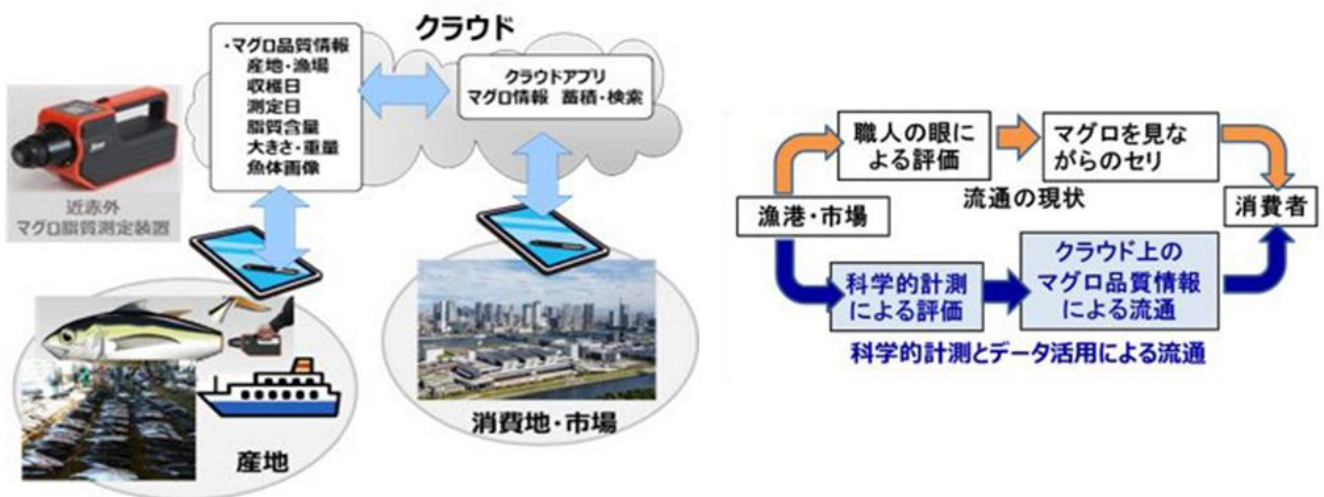 クラウド
・マグロ品質情報
産地・漁場
収穫日
測定日
脂質含量
大きさ・重量
魚体画像
クラウドアプリ
マグロ情報 蓄積・検索
近赤外
マグロ脂質測定装置
産地
消費地・市場
職人の眼に
よる評価
マグロを見な
がらのセリ
流通の現状
漁港・市場
消費者
科学的計測
による評価
クラウド上の
マグロ品質情報
による流通
科学的計測とデータ活用による流通